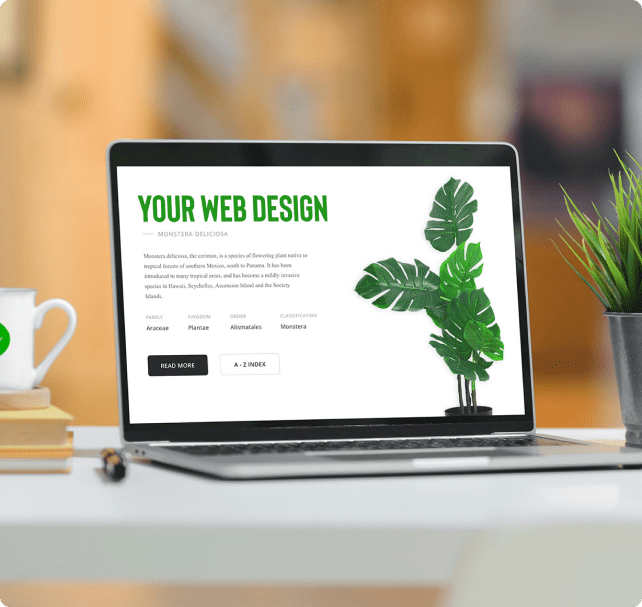 YOUR WEB DESIGN
MONSTERA DELICIOSA
Monstera deliciosa, the ceriman, is a species of flowering plant native to
tropical forests of southern Mexico, south to Panama. It has been
introduced to many tropical areas, and has become a mildly invasive
species in Hawaii, Seychelles, Ascension Island and the Society
Islands.
FAMILY KINGDOM ORDER CLASSIFICATION
Araceae Plantae Alismatales Monstera
READ MORE A - Z INDEX